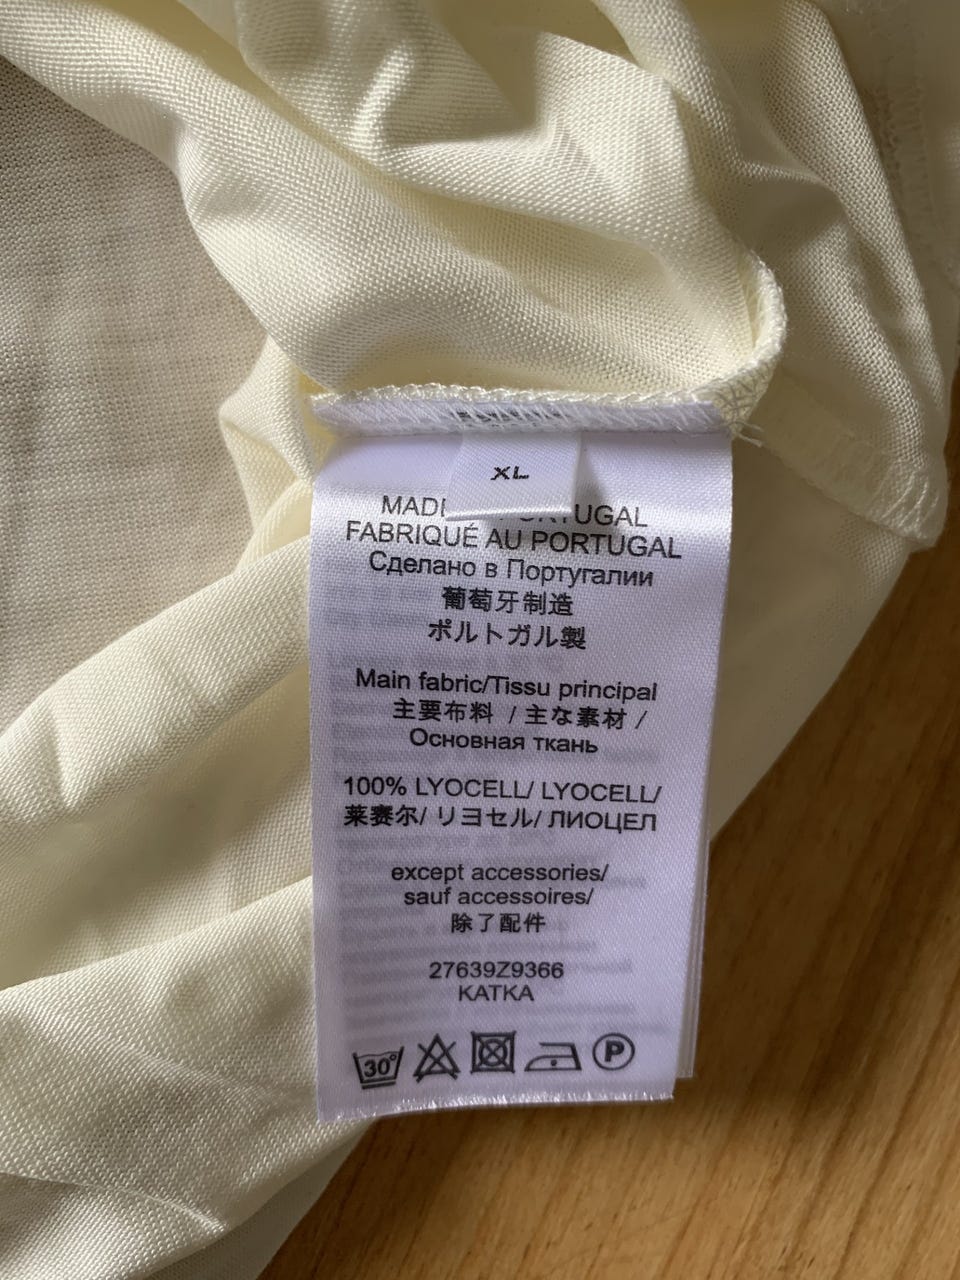 XL
UGAL
FABRIQUÉ AU PORTUGAL
Сделано в Португалии
葡萄牙制造
ポルトガル製
Main fabric/Tissu principal
主要布料 / 主な素材 /
Основная ткань
100% LYOCELL/ LYOCELL/
莱赛尔/ リヨセル/ ЛИОЦЕЛ
except accessories/
sauf accessoires/
除了配件
27639Z9366
KATKA
30°
P